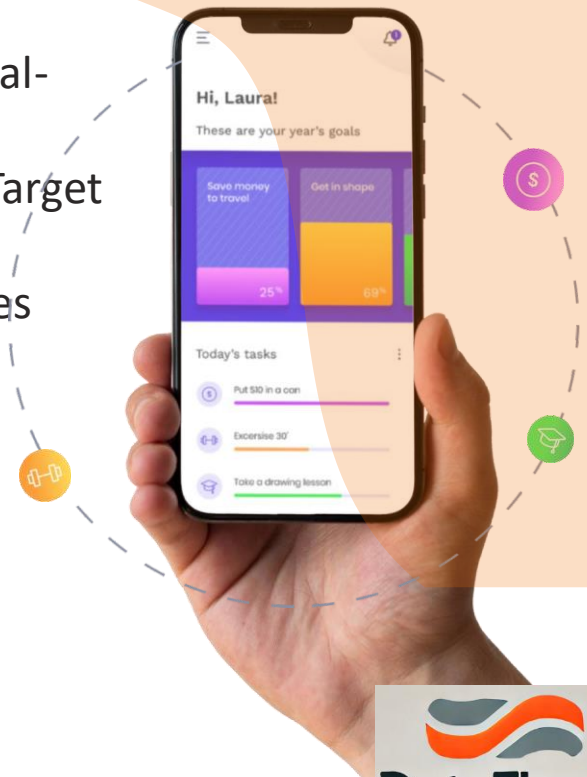 al-
Target
es
Hi, Laura!
These are your year's goals
Save money
to travel
25%
Get in shape
69%
Today's tasks
Put $10 in a can
Excersise 30'
Take a drawing lesson
$